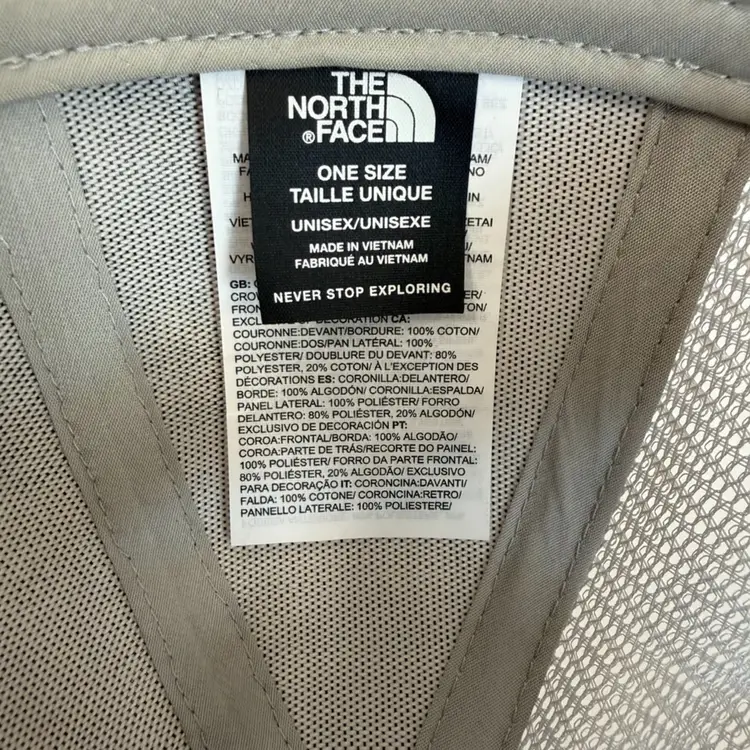 THE
NORTH
®FACE
ONE SIZE
TAILLE UNIQUE
UNISEX/UNISEXE
MADE IN VIETNAM
FABRIQUÉ AU VIETNAM
NEVER STOP EXPLORING
GB:
COURONNE:DEVANT/BORDURE: 100% COTON/
COURONNE:DOS/PAN LATÉRAL: 100%
POLYESTER/ DOUBLURE DU DEVANT: 80%
POLYESTER, 20% COTON/ À L'EXCEPTION DES
DÉCORATIONS ES: CORONILLA:DELANTERO/
BORDE: 100% ALGODÓN/ CORONILLA:ESPALDA/
PANEL LATERAL: 100% POLIÉSTER/ FORRO
DELANTERO: 80% POLIÉSTER, 20% ALGODÓN/
EXCLUSIVO DE DECORACIÓN PT:
COROA:FRONTAL/BORDA: 100% ALGODÃO/
COROA:PARTE DE TRÁS/RECORTE DO PAINEL:
100% POLIÉSTER/ FORRO DA PARTE FRONTAL:
80% POLIÉSTER, 20% ALGODÃO/ EXCLUSIVO
PARA DECORAÇÃO IT: CORONCINA:DAVANTI/
FALDA: 100% COTONE/ CORONCINA:RETRO/
PANNELLO LATERALE: 100% POLIESTERE/